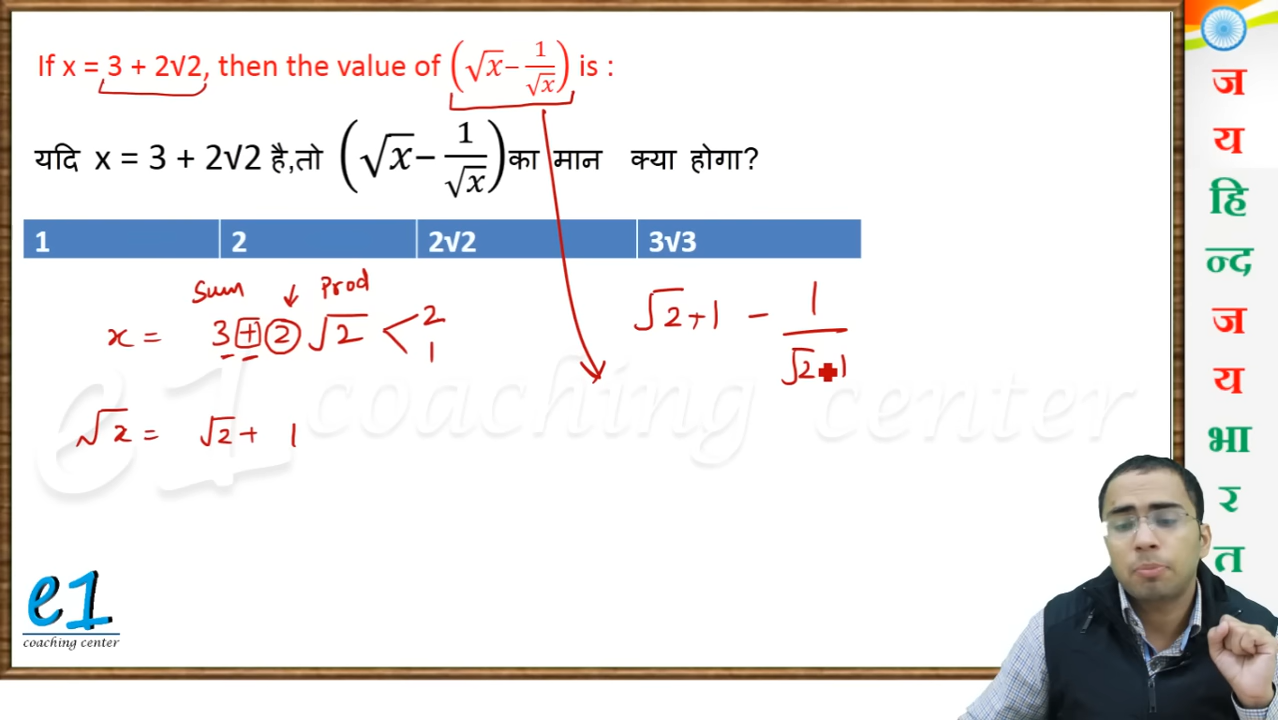 If x = 3 + 2√2, then the value of (√x − 1/√x) is :
यदि x = 3 + 2√2 है,तो (√x − 1/√x) का मान क्या होगा?
1 2 2√2 3√3
Sum ↓ Prod
x = 3 + 2 √2 < 2 1
√2 + 1 − 1/(√2 + 1)
√x = √2 + 1
e1 coaching center
e1
coaching center
ज
य
हि
न्द
ज
य
भा
र
त